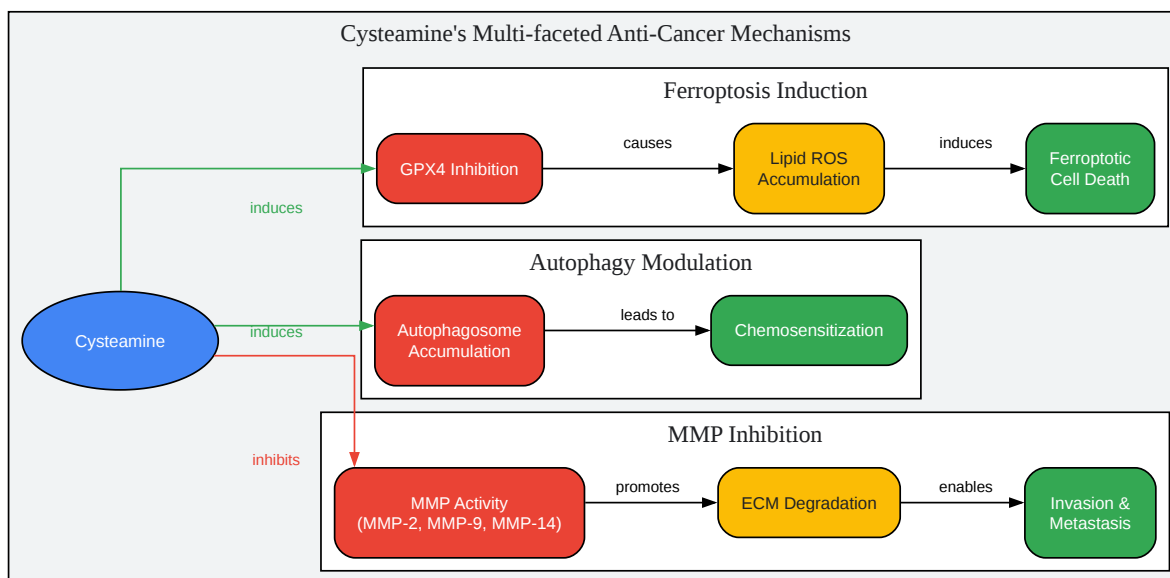 Cysteamine's Multi-faceted Anti-Cancer Mechanisms
Ferroptosis Induction
GPX4 Inhibition
causes
Lipid ROS
Accumulation
induces
Ferroptotic
Cell Death
induces
Autophagy Modulation
Cysteamine
induces
Autophagosome
Accumulation
leads to
Chemosensitization
MMP Inhibition
inhibits
MMP Activity
(MMP-2, MMP-9, MMP-14)
promotes
ECM Degradation
enables
Invasion &
Metastasis